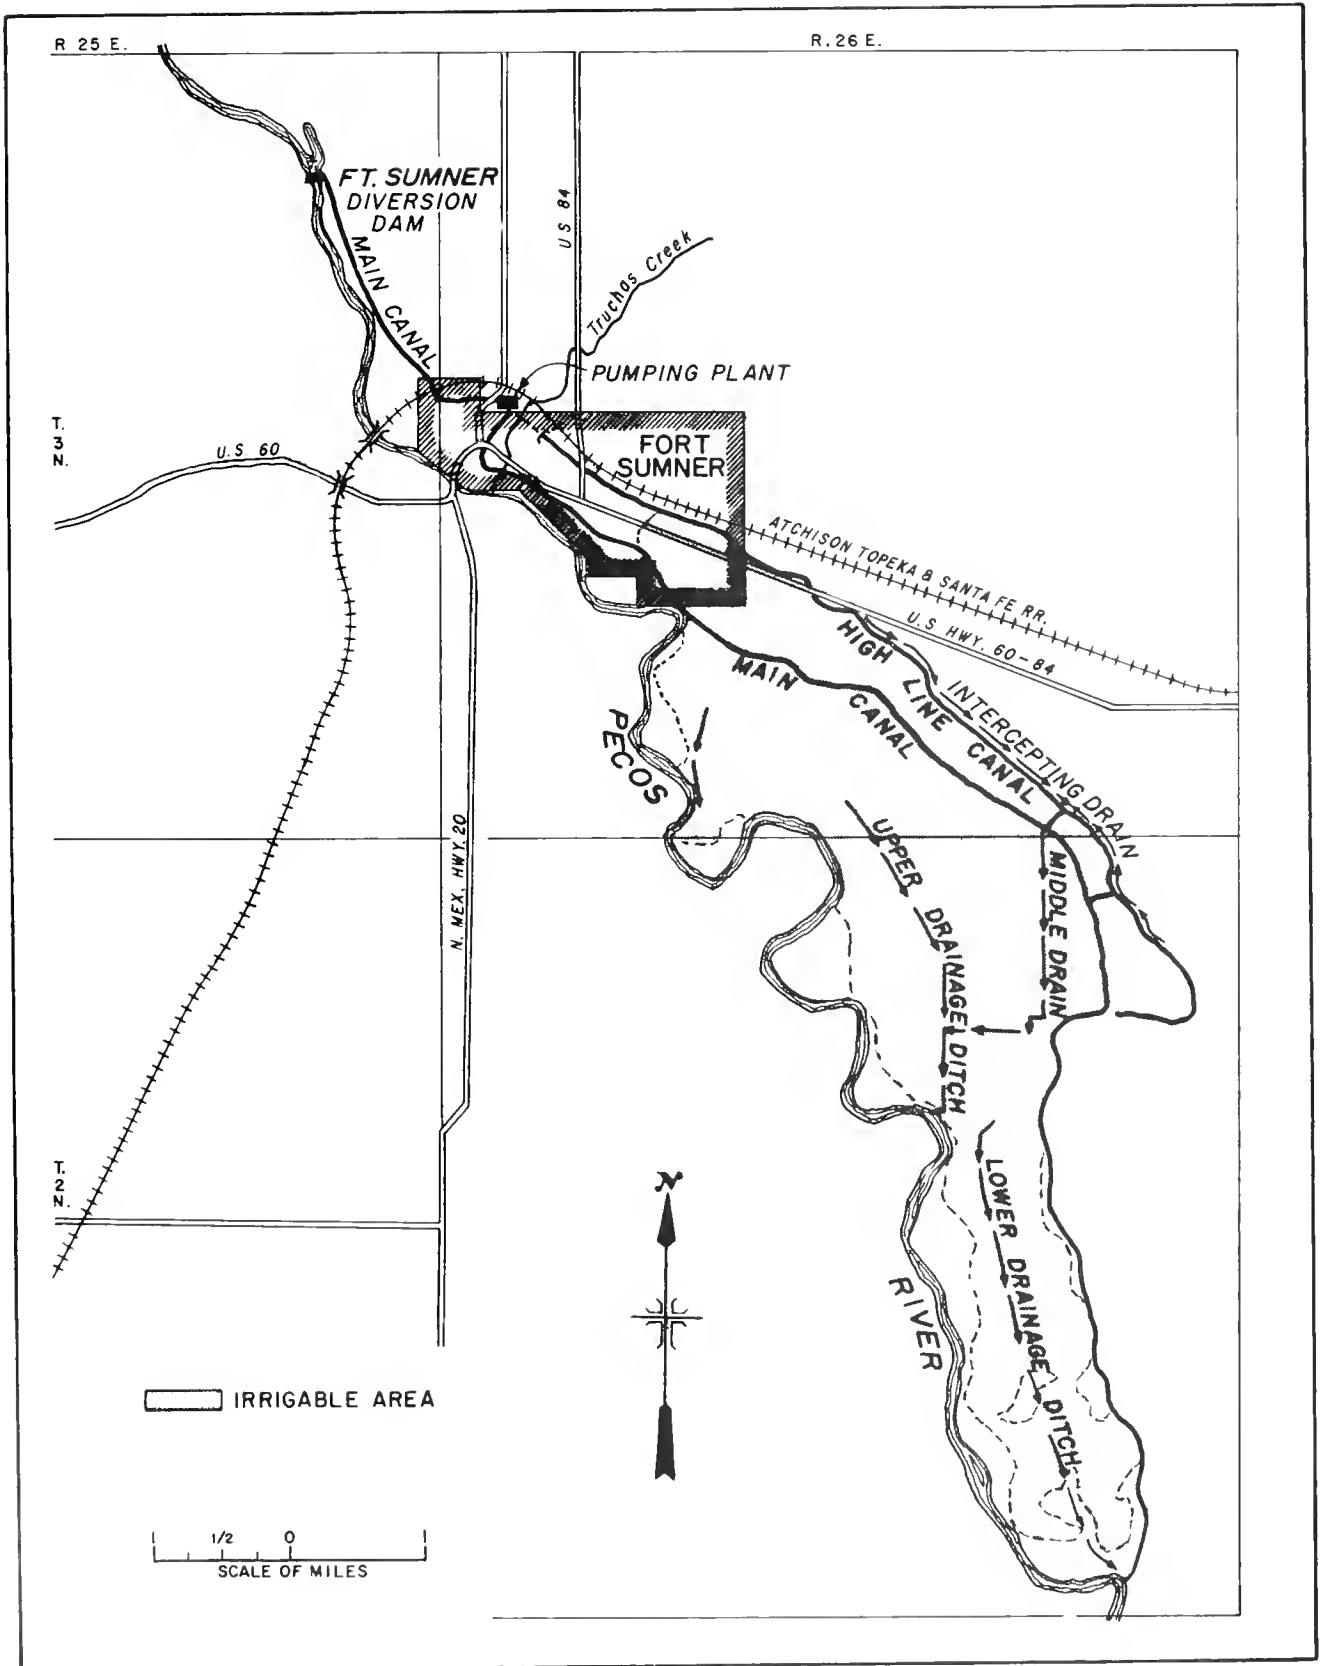 R 25 E.
R. 26 E.
FT. SUMNER
DIVERSION
DAM
MAIN CANAL
US 84
Truchas Creek
PUMPING PLANT
T.
3
N.
U.S 60
FORT
SUMNER
ATCHISON TOPEKA & SANTA FE RR.
U.S HWY. 60-84
HIGH LINE CANAL
INTERCEPTING DRAIN
MAIN CANAL
PECOS
N. MEX. HWY. 20
UPPER DRAINAGE DITCH
MIDDLE DRAIN
T.
2
N.
N
LOWER DRAINAGE DITCH
RIVER
IRRIGABLE AREA
1 1/2 0 1
SCALE OF MILES